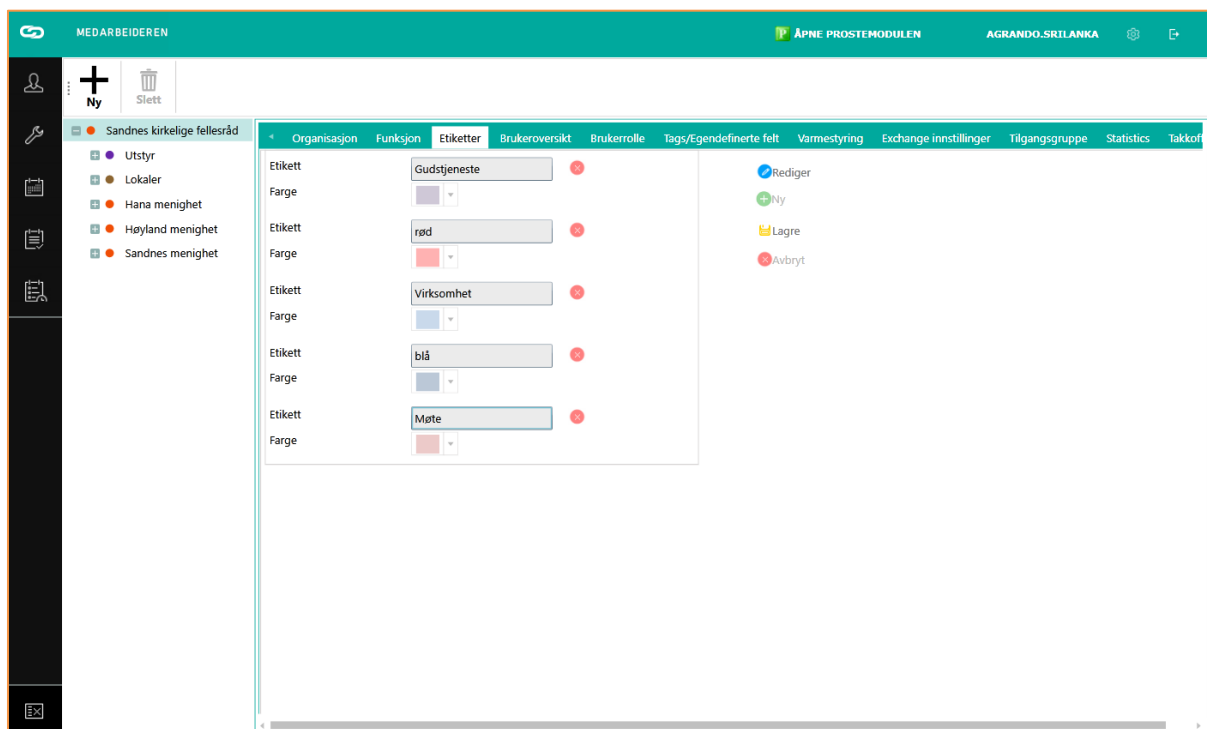 MEDARBEIDEREN
ÅPNE PROSTEMODULEN
AGRANDO.SRILANKA
Ny
Slett
Sandnes kirkelige fellesråd
Utstyr
Lokaler
Hana menighet
Høyland menighet
Sandnes menighet
Organisasjon Funksjon Etiketter Brukeroversikt Brukerrolle Tags/Egendefinerte felt Varmestyring Exchange innstillinger Tilgangsgruppe Statistics Takkoff
Etikett Gudstjeneste
Farge
Etikett rød
Farge
Etikett Virksomhet
Farge
Etikett blå
Farge
Etikett Møte
Farge
Rediger
Ny
Lagre
Avbryt